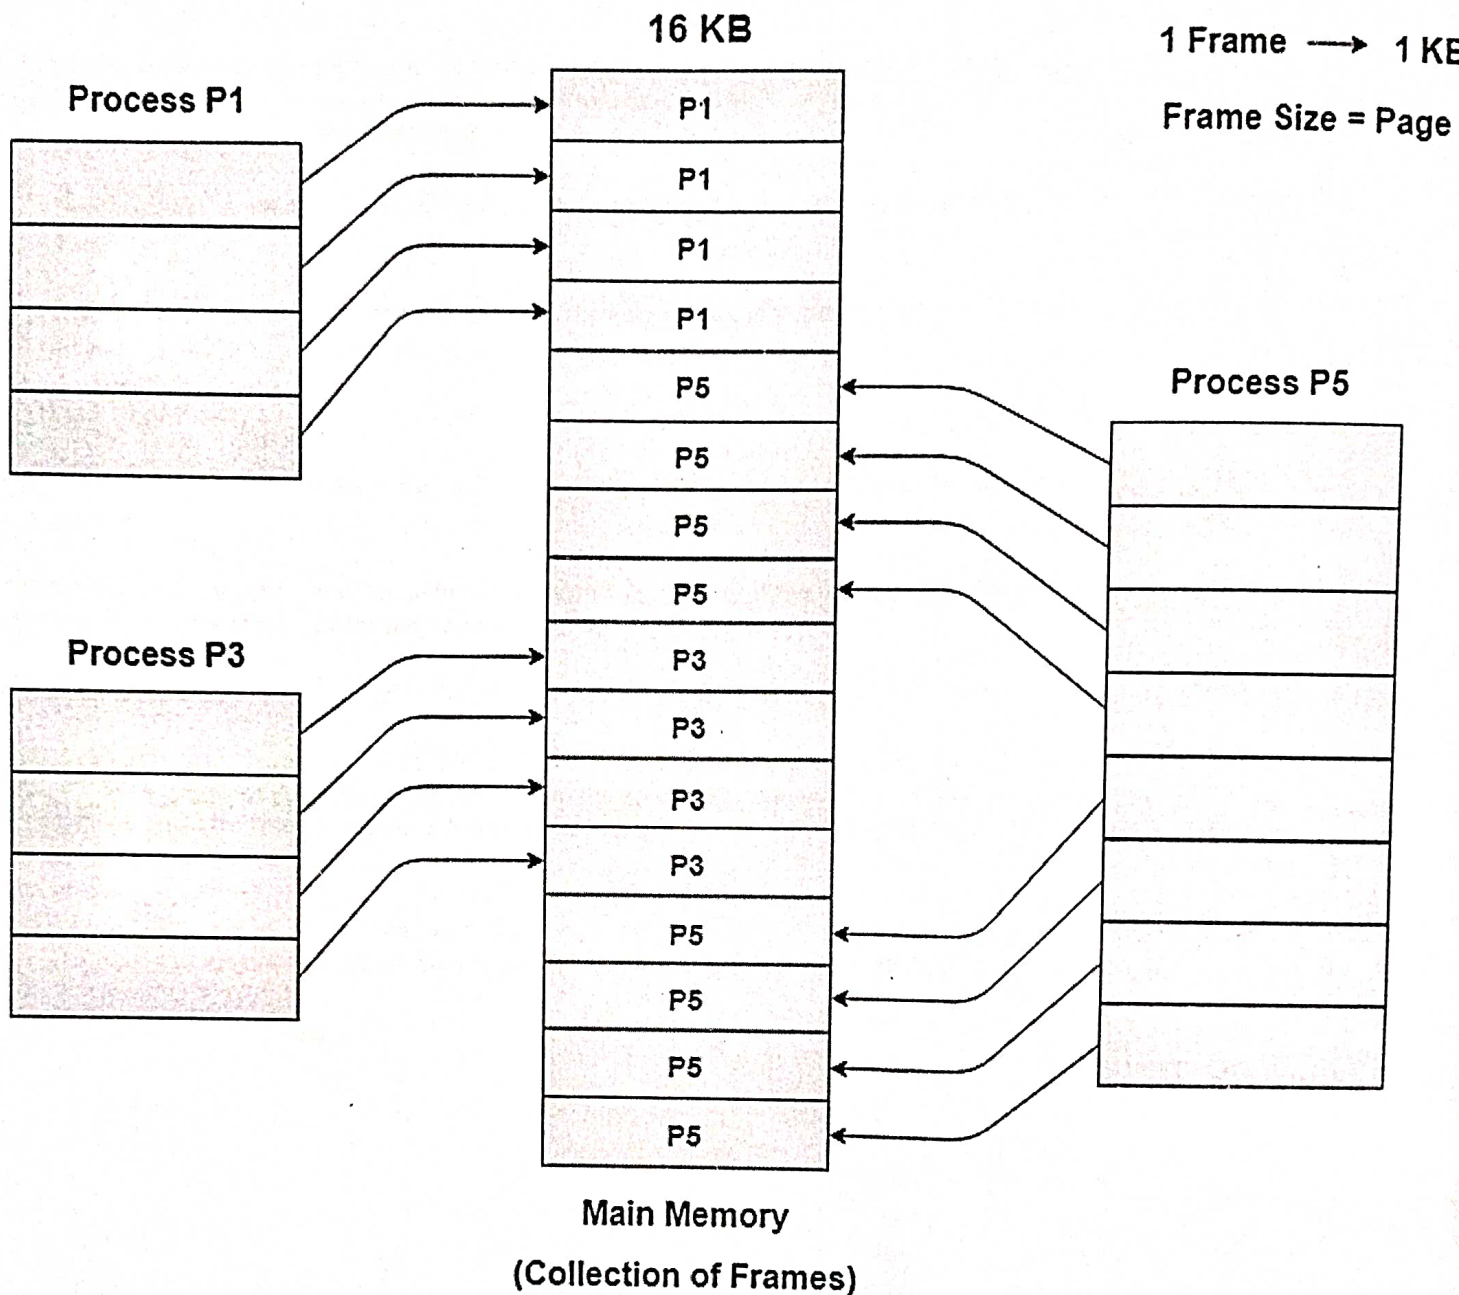 16 KB
1 Frame → 1 KB
Frame Size = Page
Process P1
P1
P1
P1
P1
P5
P5
P5
P5
P3
P3
P3
P3
P5
P5
P5
P5
Process P5
Process P3
Main Memory
(Collection of Frames)